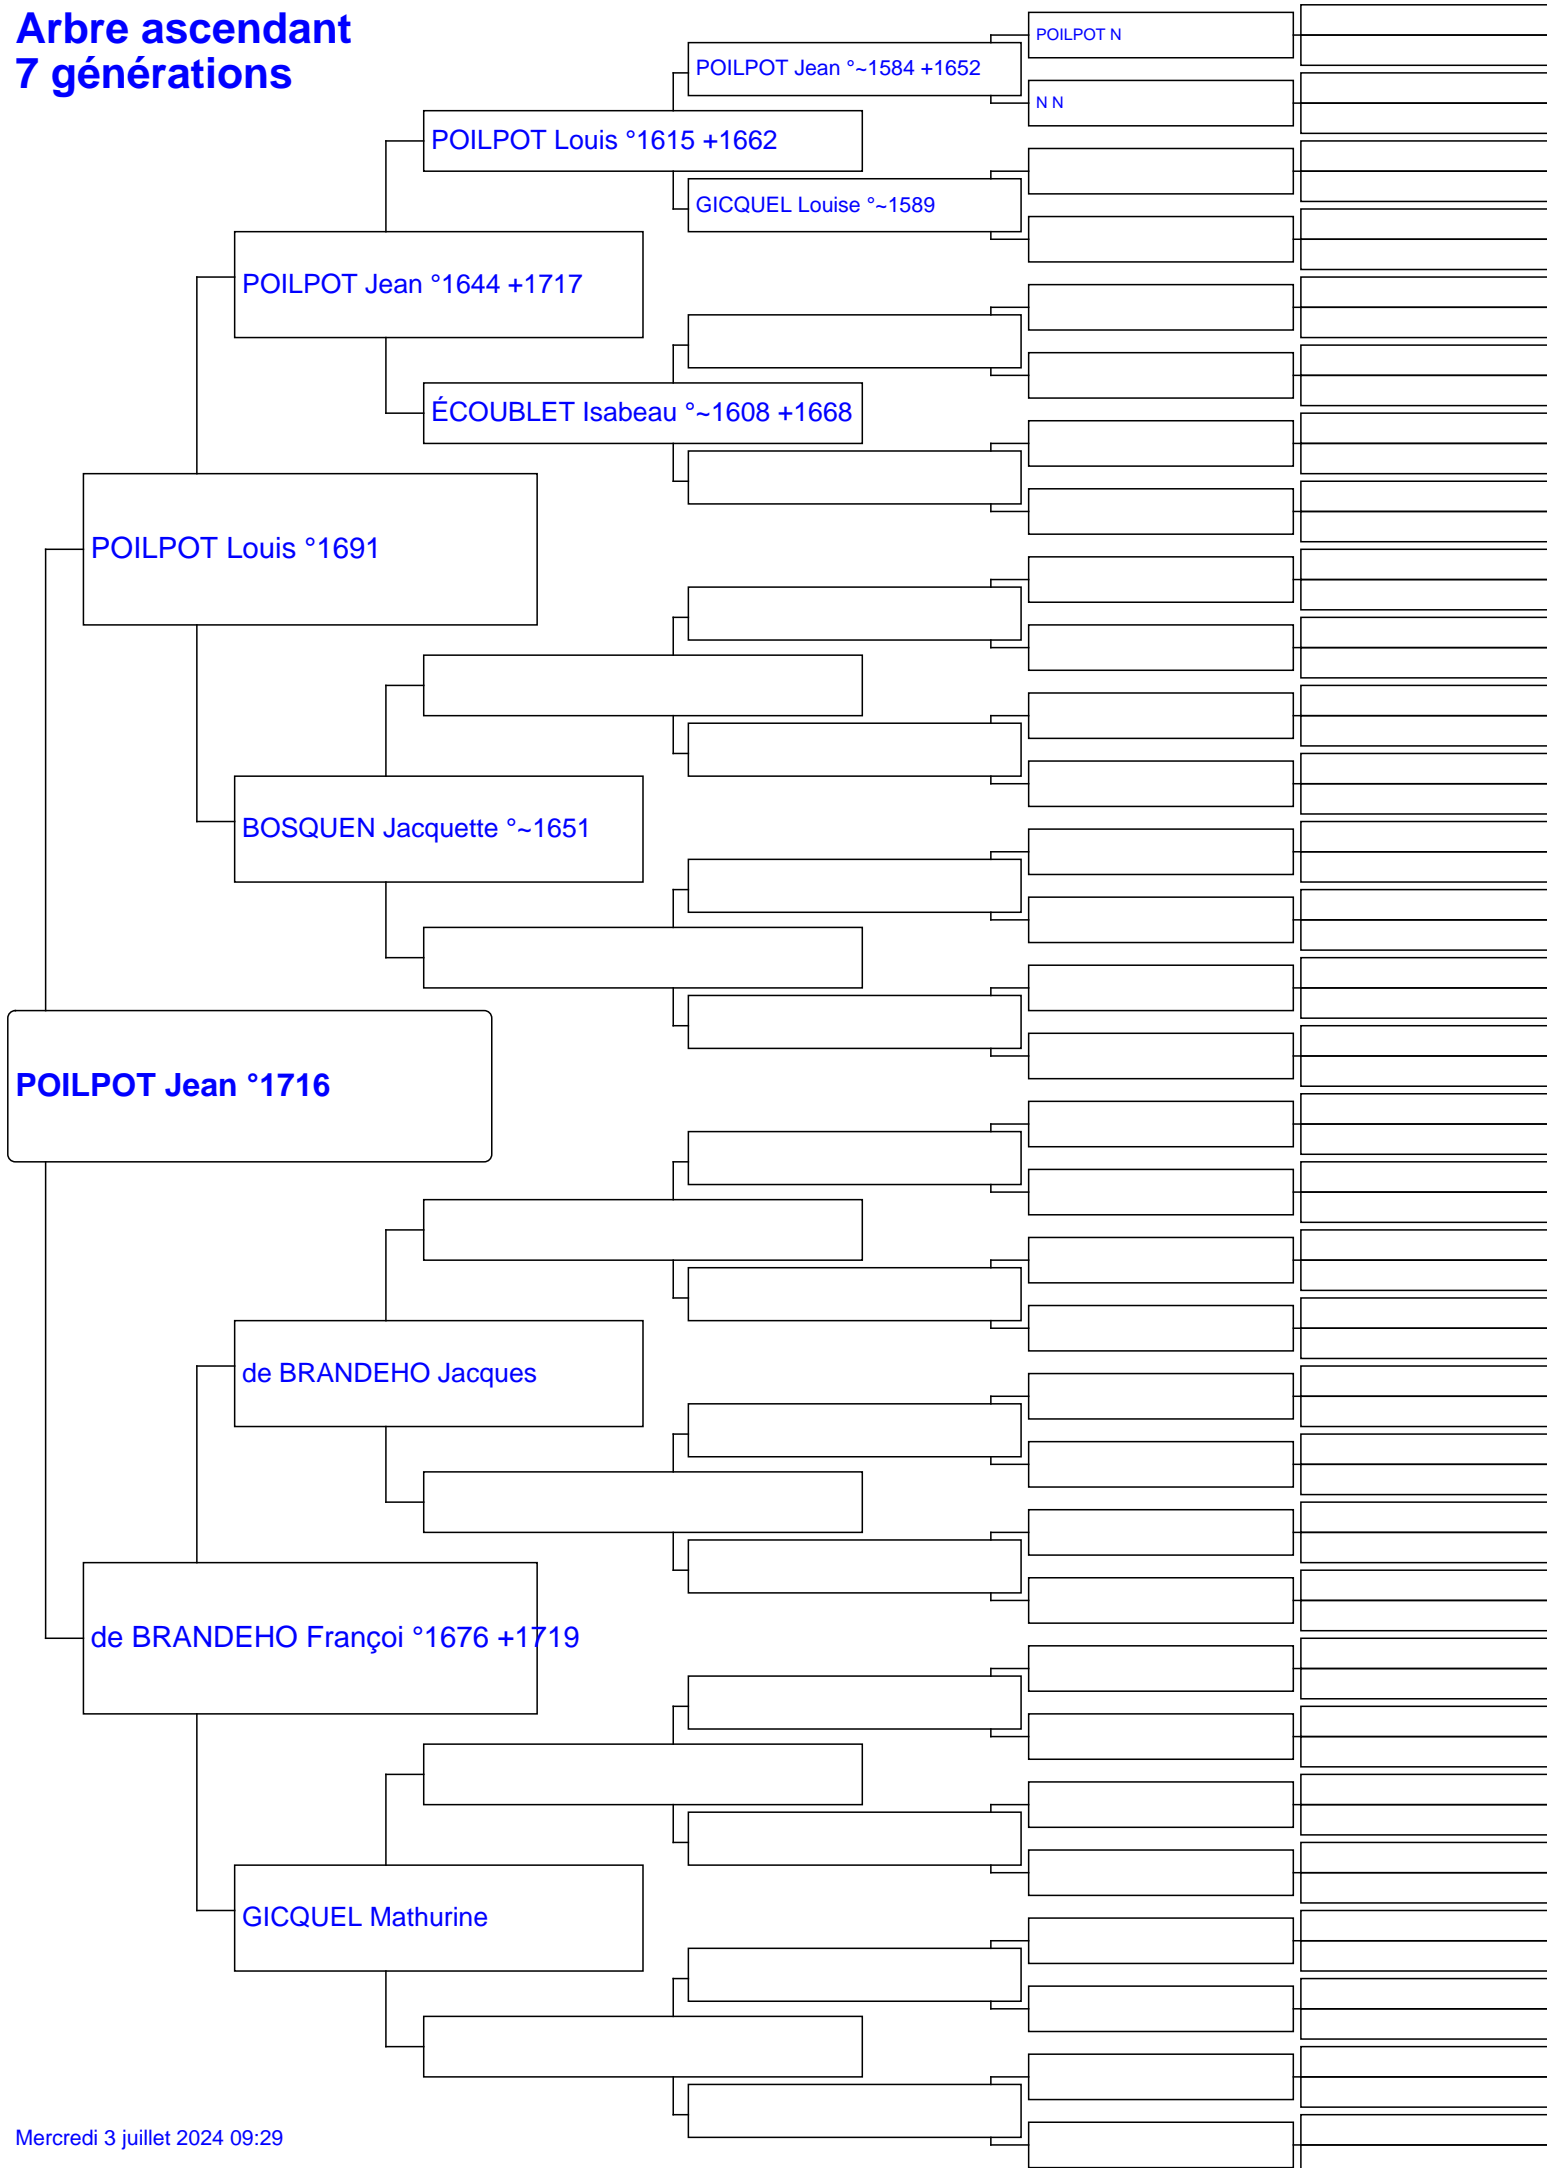 Arbre ascendant
7 générations
POILPOT N
POILPOT Jean °~1584 +1652
N N
POILPOT Louis °1615 +1662
GICQUEL Louise °~1589
POILPOT Jean °1644 +1717
ÉCOUBLET Isabeau °~1608 +1668
POILPOT Louis °1691
BOSQUEN Jacquette °~1651
POILPOT Jean °1716
de BRANDEHO Jacques
de BRANDEHO Françoi °1676 +1719
GICQUEL Mathurine
Mercredi 3 juillet 2024 09:29